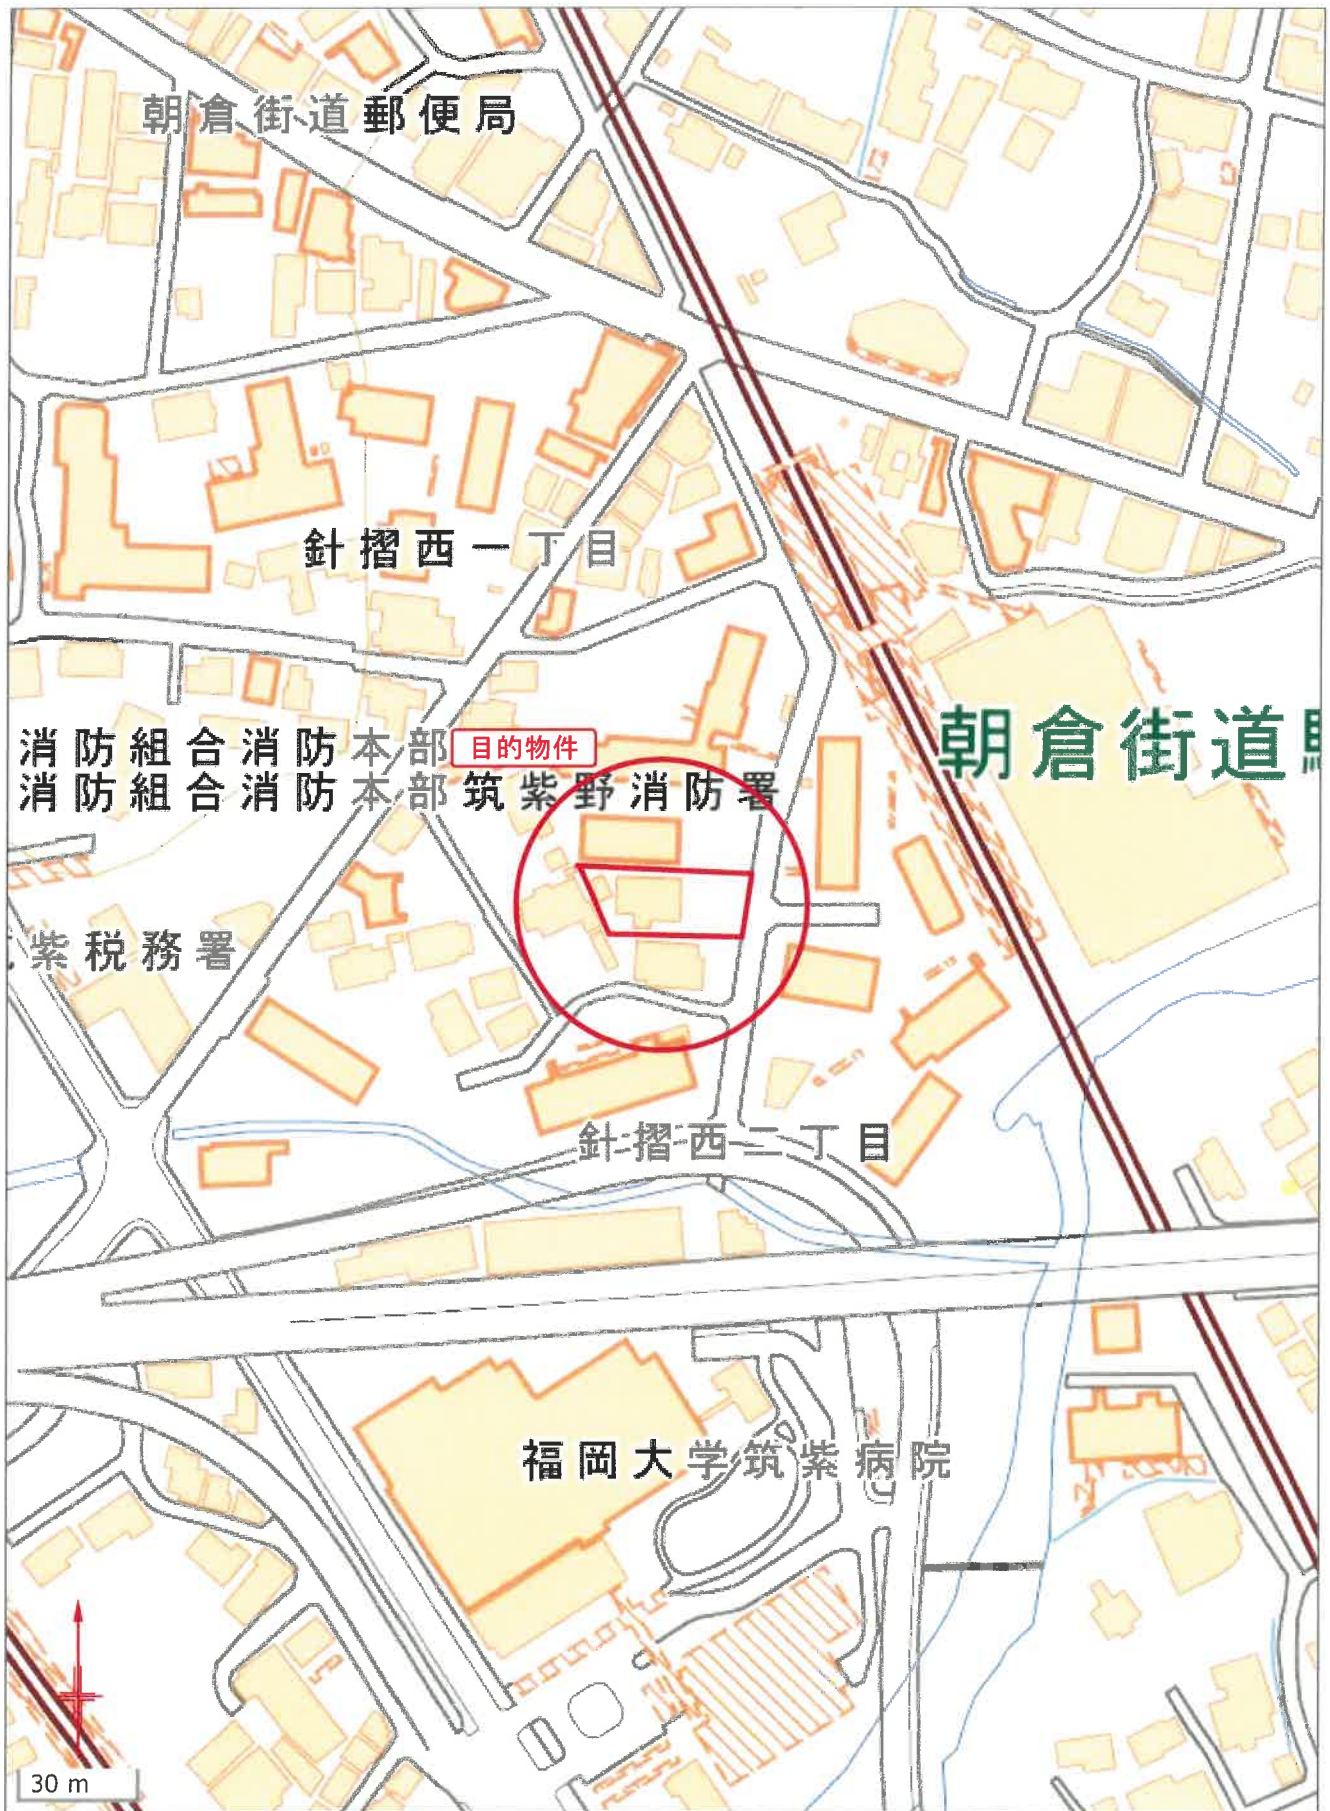 朝倉街道郵便局
針摺西一丁目
消防組合消防本部
目的物件
朝倉街道
消防組合消防本部筑紫野消防署
紫税務署
針摺西二丁目
福岡大学筑紫病院
30 m